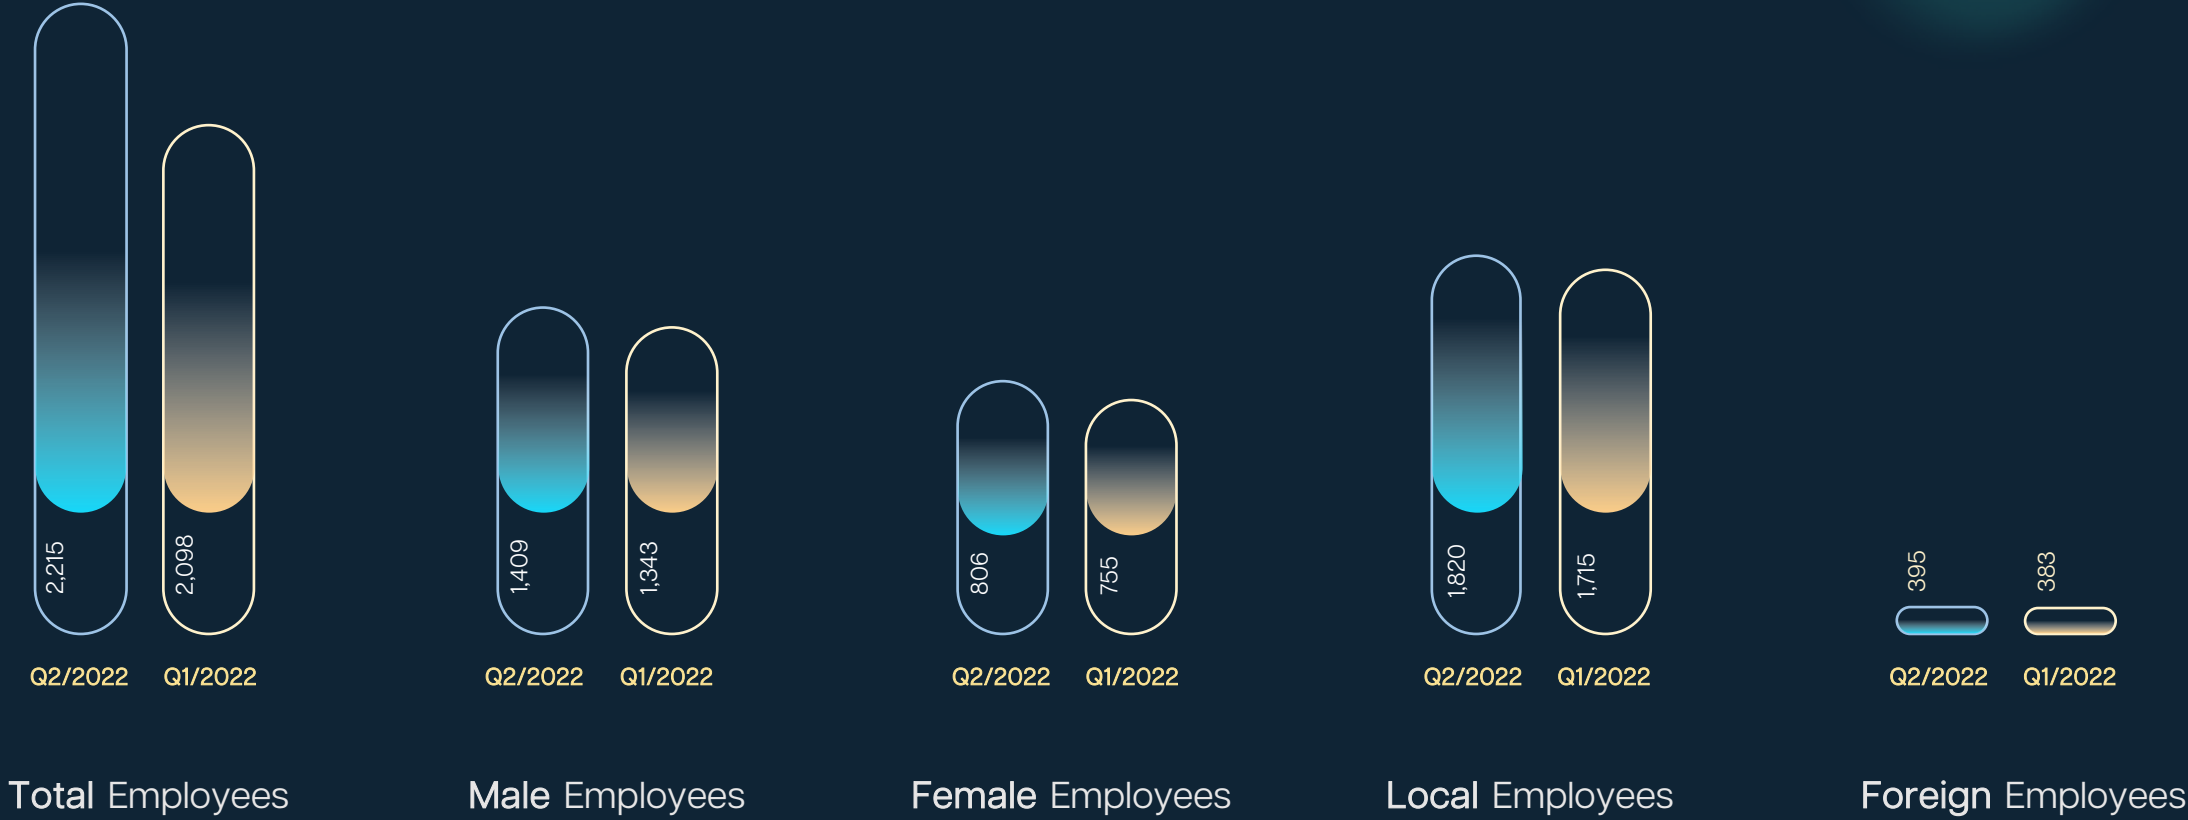 2,215 2,098 1,409 1,343 806 755 1,820 1,715 395 383
Q2/2022 Q1/2022 Q2/2022 Q1/2022 Q2/2022 Q1/2022 Q2/2022 Q1/2022 Q2/2022 Q1/2022
Total Employees Male Employees Female Employees Local Employees Foreign Employees